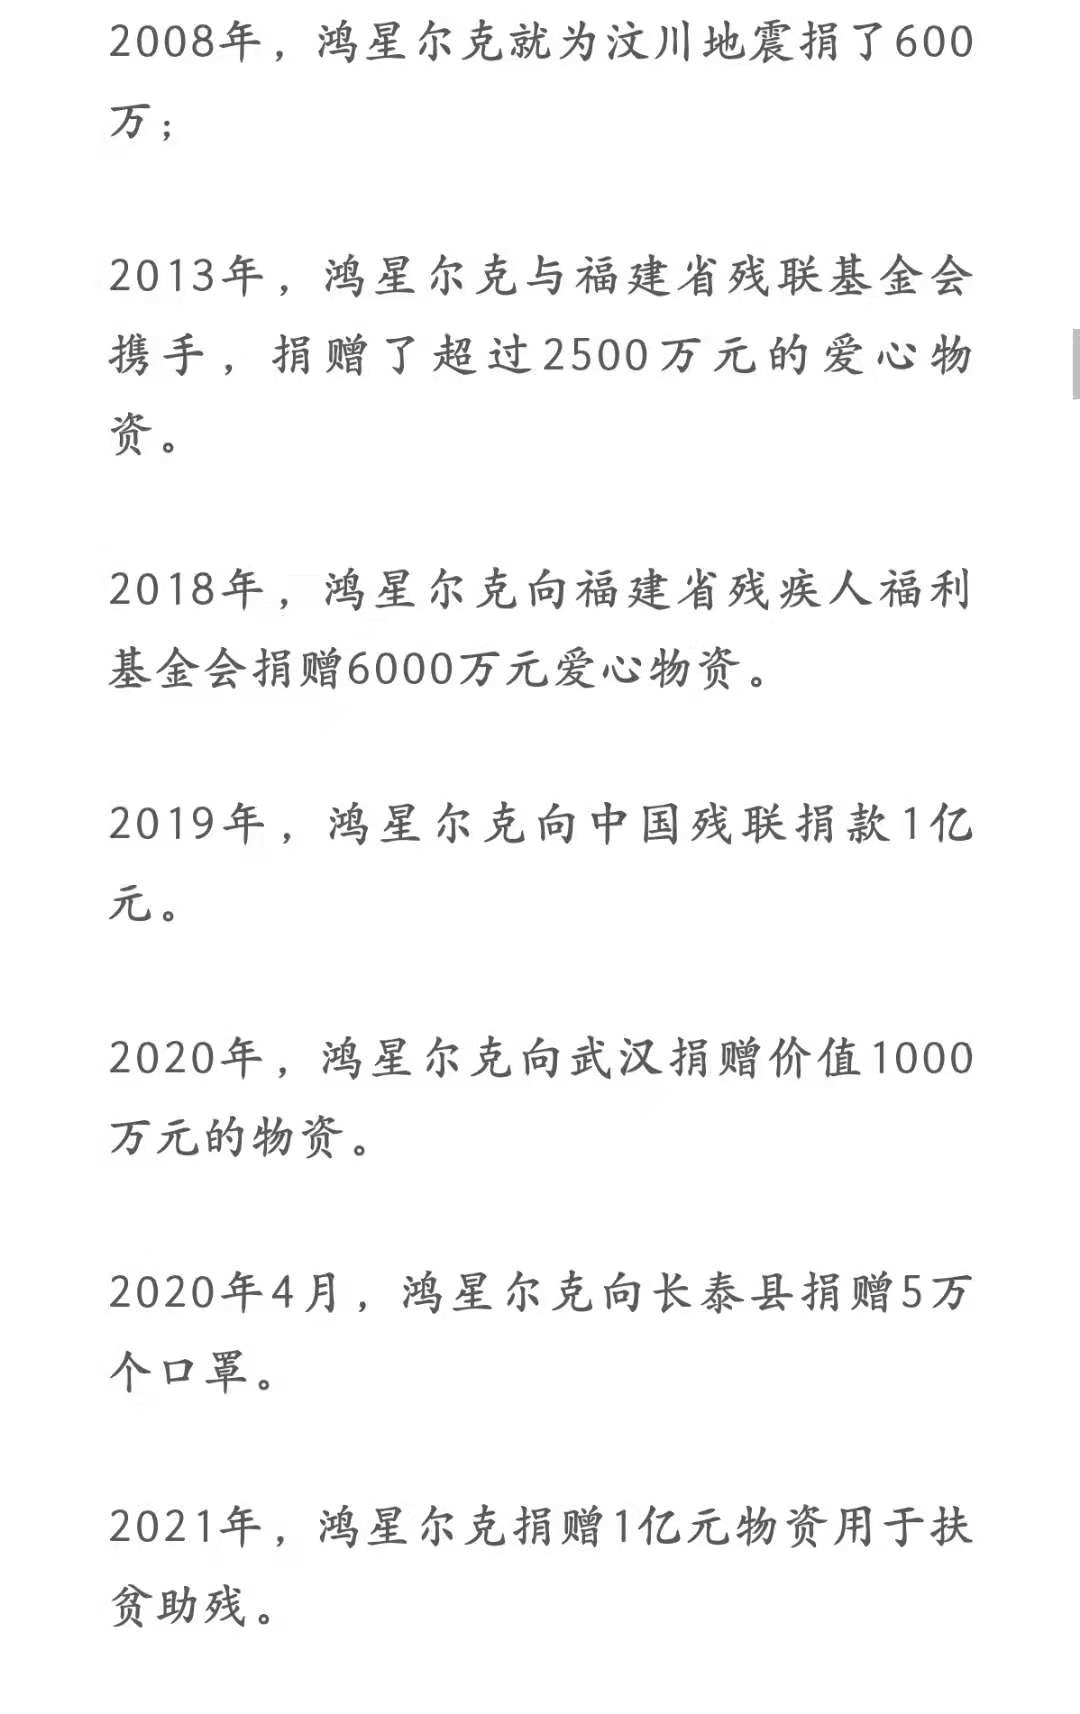 2008年，鸿星尔克就为汶川地震捐了600
万；
2013年，鸿星尔克与福建省残联基金会
携手，捐赠了超过2500万元的爱心物
资。
2018年，鸿星尔克向福建省残疾人福利
基金会捐赠6000万元爱心物资。
2019年，鸿星尔克向中国残联捐款1亿
元。
2020年，鸿星尔克向武汉捐赠价值1000
万元的物资。
2020年4月，鸿星尔克向长泰县捐赠5万
个口罩。
2021年，鸿星尔克捐赠1亿元物资用于扶
贫助残。